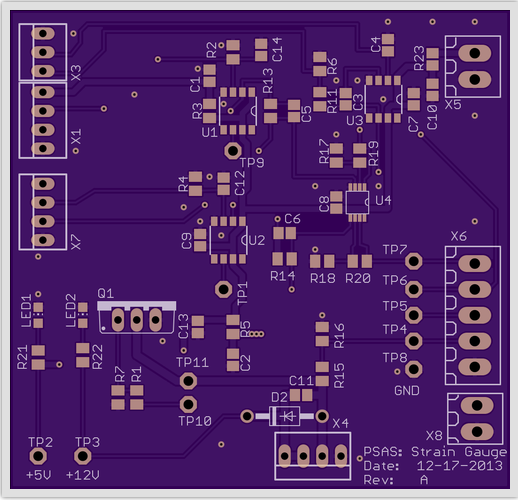 C4
R2
C14
R23
X3
C1
R13
R6
X5
R3
U1
C5
R11
C3
U3
C7
C10
X1
TP9
R17
R19
R4
C12
C8
U4
X7
C9
U2
C6
X6
TP7
R14
R18
R20
TP6
Q1
TP1
TP5
LED1
LED2
C13
R5
R16
TP4
R21
R22
C2
TP11
TP8
R7
R1
R15
GND
C11
TP10
D2
X4
X8
TP2
TP3
+5V
+12V
PSAS: Strain Gauge
Date: 12-17-2013
Rev: A